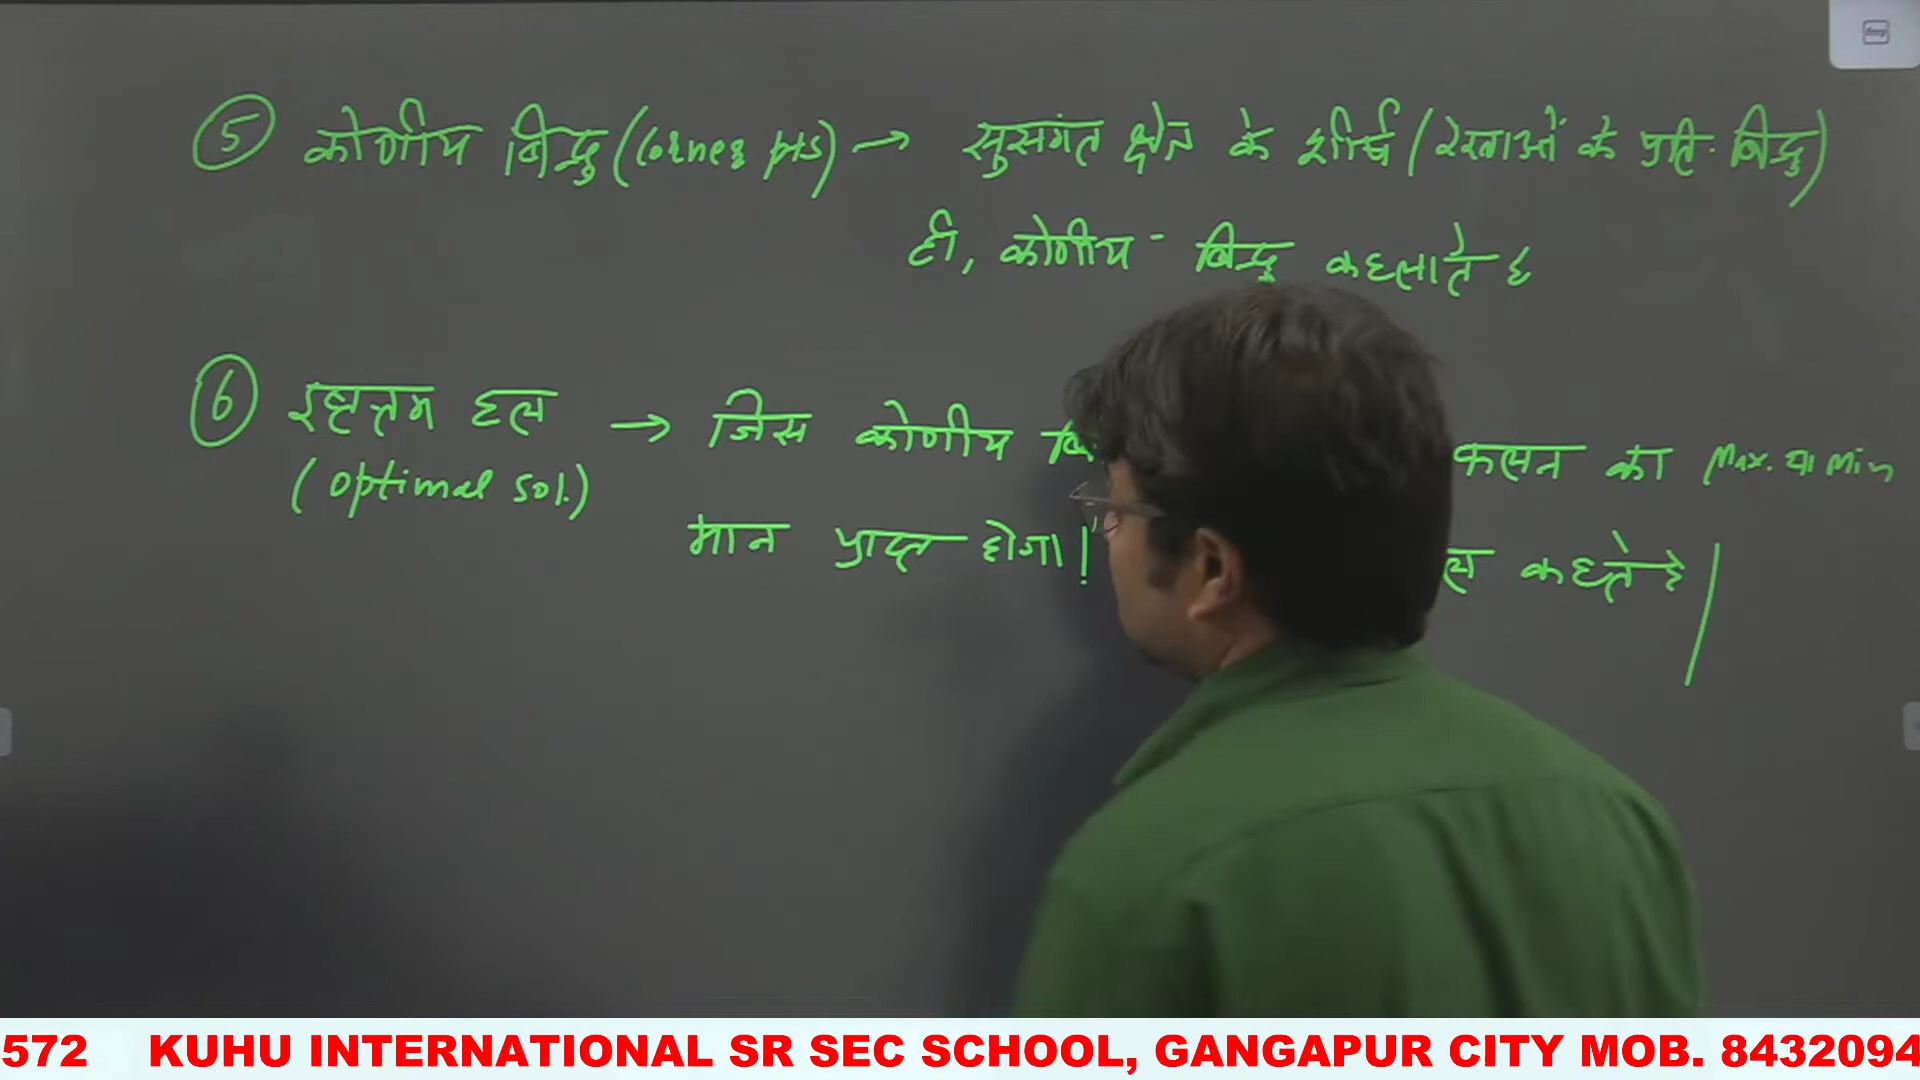 ⑤ कोणीय बिन्दु (Corner pts) → सुसंगत क्षेत्र के शीर्ष (रेखाओं के प्रति. बिन्दु)
ही, कोणीय - बिन्दु कहलाते है
⑥ इष्टतम हल → जिस कोणीय कलन का Max. या Min
(optimal sol.)
मान प्राप्त होगा। कहते है|
572 KUHU INTERNATIONAL SR SEC SCHOOL, GANGAPUR CITY MOB. 8432094